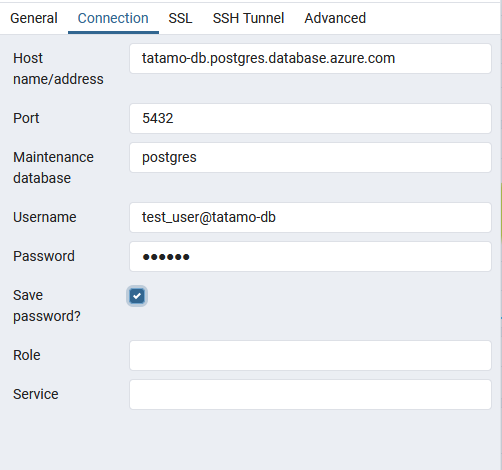 General Connection SSL SSH Tunnel Advanced
Host name/address tatamo-db.postgres.database.azure.com
Port 5432
Maintenance database postgres
Username test_user@tatamo-db
Password ••••••
Save password?
Role
Service